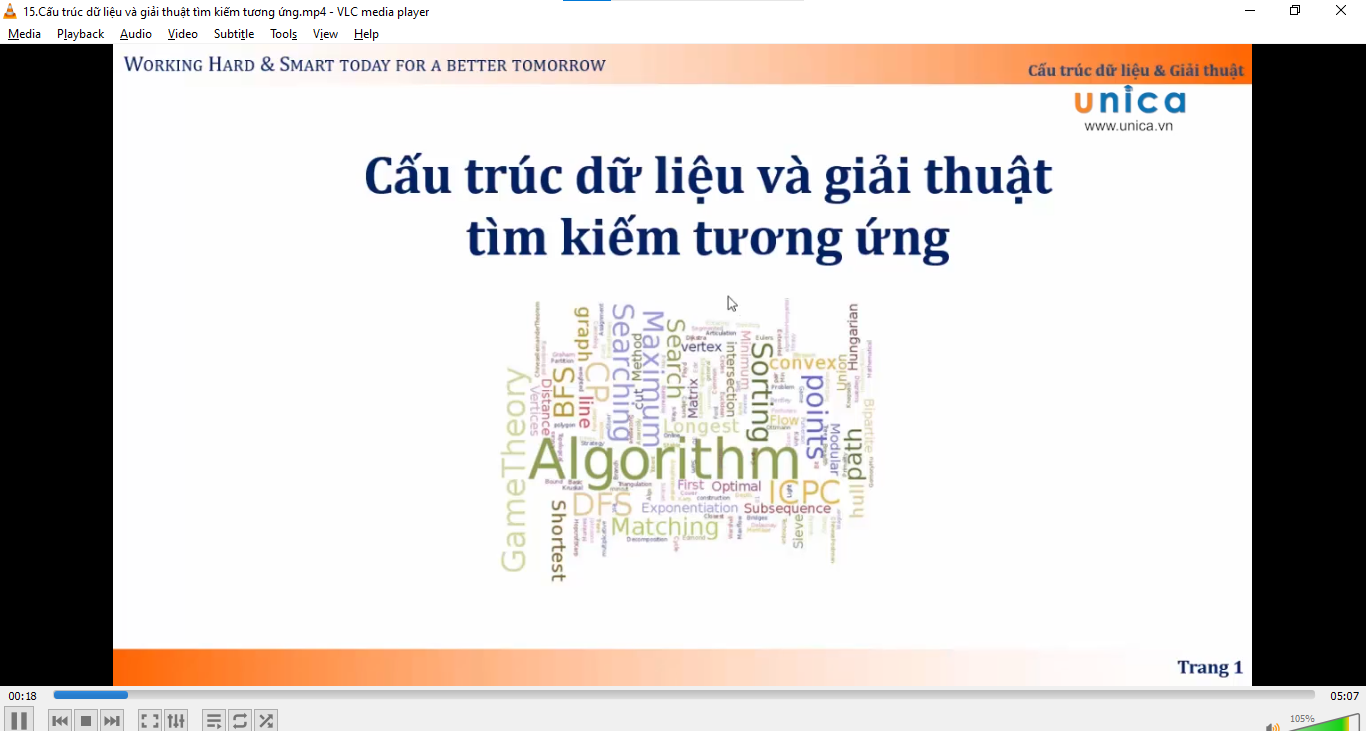 15.Cấu trúc dữ liệu và giải thuật tìm kiếm tương ứng.mp4 - VLC media player
Media Playback Audio Video Subtitle Tools View Help
WORKING HARD & SMART TODAY FOR A BETTER TOMORROW
Cấu trúc dữ liệu & Giải thuật
unica
www.unica.vn
Cấu trúc dữ liệu và giải thuật
tìm kiếm tương ứng
GameTheory
Vertices
Distance
BFS
graph
CP
line
Searching
cut
Method
Maximum
Search
vertex
Matrix
intersection
Minimum
Sorting
convex
Union
Hungarian
points
Flow
Longest
Modular
path
Bipartite
hull
Algorithm
First Optimal
ICPC
DFS
Exponentiation Subsequence
Shortest
Matching
Sieve
Trang 1
00:18
05:07
105%